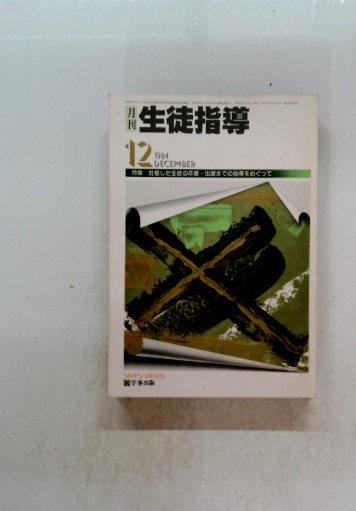 月刊 生徒指導
12 1984
DECEMBER
特集 妊娠した生徒の卒業・出産までの指導をめぐって
SEITO SHIDO
学事出版